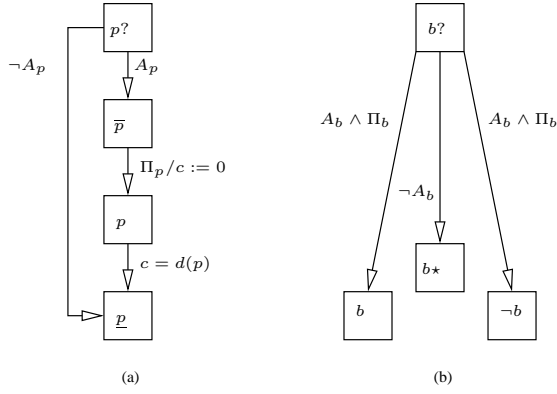 p?
¬A_p
A_p
p̅
Π_p/c := 0
p
c = d(p)
p̲
(a)
b?
A_b ∧ Π_b
A_b ∧ Π_b
¬A_b
b⋆
b
¬b
(b)